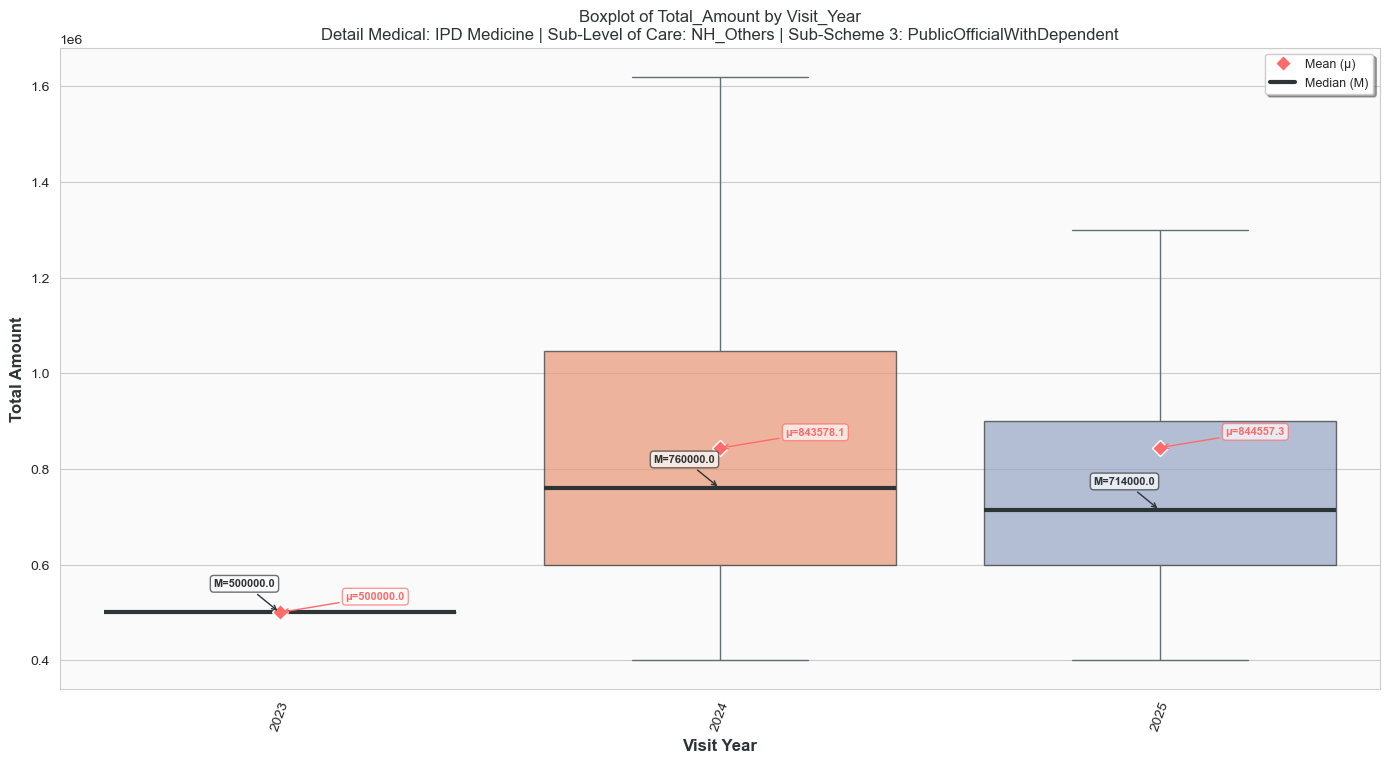 Boxplot of Total_Amount by Visit_Year
Detail Medical: IPD Medicine | Sub-Level of Care: NH_Others | Sub-Scheme 3: PublicOfficialWithDependent
1e6
Mean (μ)
Median (M)
1.6
1.4
1.2
1.0
0.8
0.6
0.4
Total Amount
μ=843578.1
μ=844557.3
M=760000.0
M=714000.0
M=500000.0
μ=500000.0
2023
2024
2025
Visit Year